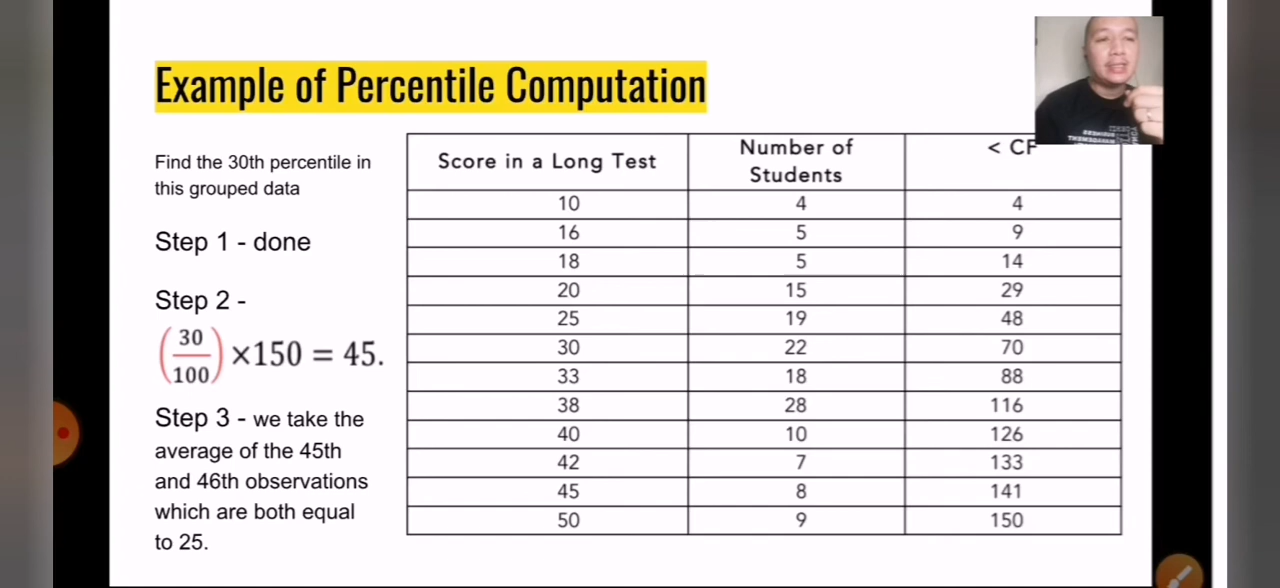 Example of Percentile Computation
Find the 30th percentile in
this grouped data
Step 1 - done
Step 2 -
(30/100) ×150 = 45.
Step 3 - we take the
average of the 45th
and 46th observations
which are both equal
to 25.
Score in a Long Test Number of Students < CF
10 4 4
16 5 9
18 5 14
20 15 29
25 19 48
30 22 70
33 18 88
38 28 116
40 10 126
42 7 133
45 8 141
50 9 150